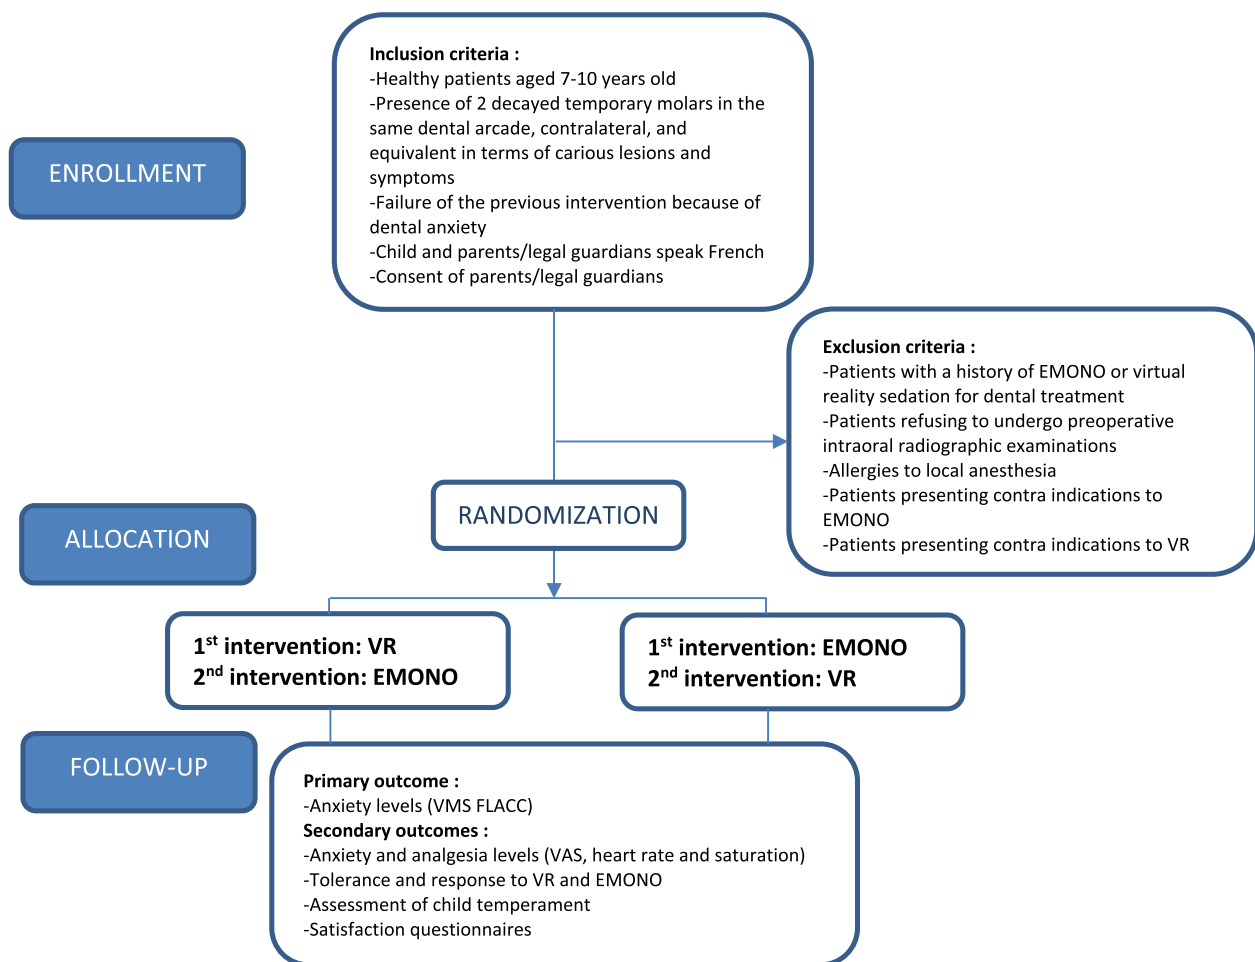 Inclusion criteria :
-Healthy patients aged 7-10 years old
-Presence of 2 decayed temporary molars in the
same dental arcade, contralateral, and
equivalent in terms of carious lesions and
symptoms
-Failure of the previous intervention because of
dental anxiety
-Child and parents/legal guardians speak French
-Consent of parents/legal guardians
ENROLLMENT
Exclusion criteria :
-Patients with a history of EMONO or virtual
reality sedation for dental treatment
-Patients refusing to undergo preoperative
intraoral radiographic examinations
-Allergies to local anesthesia
-Patients presenting contra indications to
EMONO
-Patients presenting contra indications to VR
RANDOMIZATION
ALLOCATION
1st intervention: VR
2nd intervention: EMONO
1st intervention: EMONO
2nd intervention: VR
FOLLOW-UP
Primary outcome :
-Anxiety levels (VMS FLACC)
Secondary outcomes :
-Anxiety and analgesia levels (VAS, heart rate and saturation)
-Tolerance and response to VR and EMONO
-Assessment of child temperament
-Satisfaction questionnaires